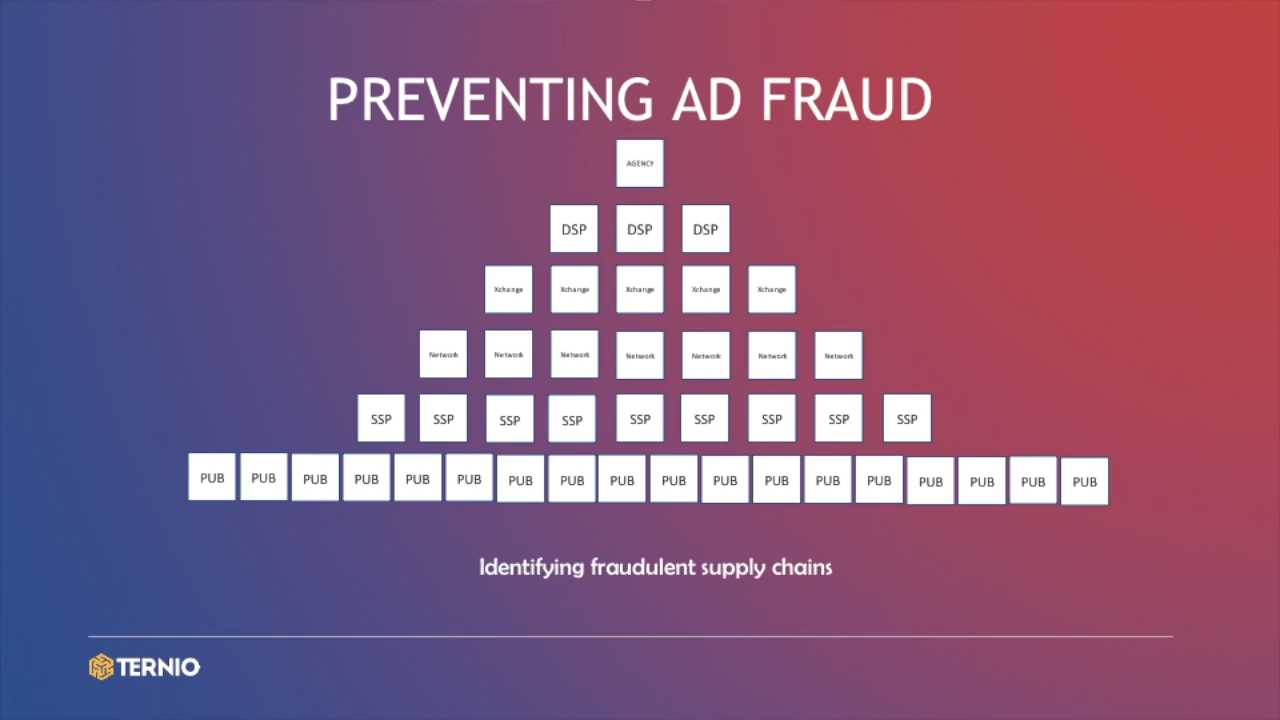 PREVENTING AD FRAUD
AGENCY
DSP DSP DSP
Xchange Xchange Xchange Xchange Xchange
Network Network Network Network Network Network Network
SSP SSP SSP SSP SSP SSP SSP SSP SSP
PUB PUB PUB PUB PUB PUB PUB PUB PUB PUB PUB PUB PUB PUB PUB PUB PUB PUB
Identifying fraudulent supply chains
TERNIO